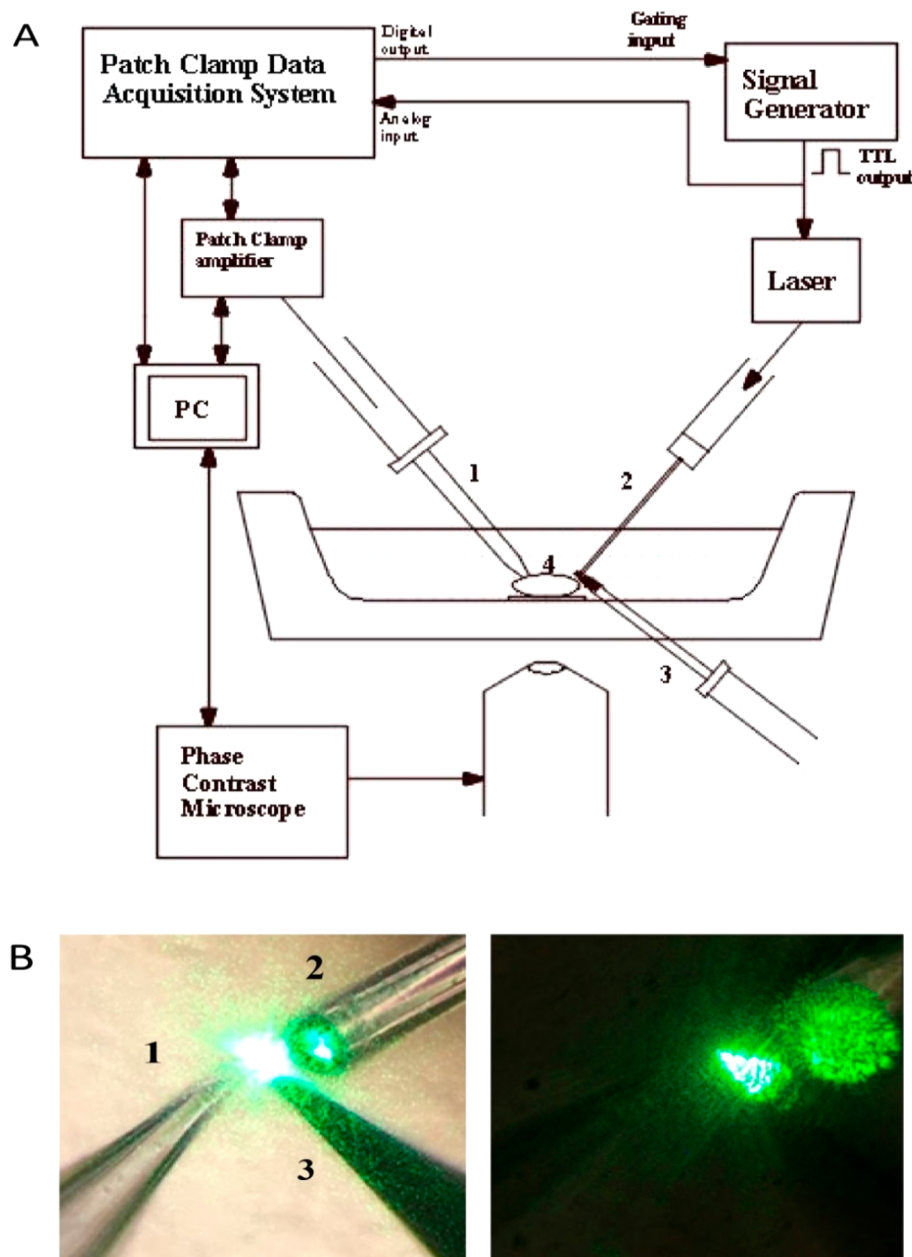 A
Patch Clamp Data
Acquisition System
Digital
output
Analog
input
Gating
input
Signal
Generator
TTL
output
Patch Clamp
amplifier
Laser
PC
1
2
4
3
Phase
Contrast
Microscope
B
2
1
3